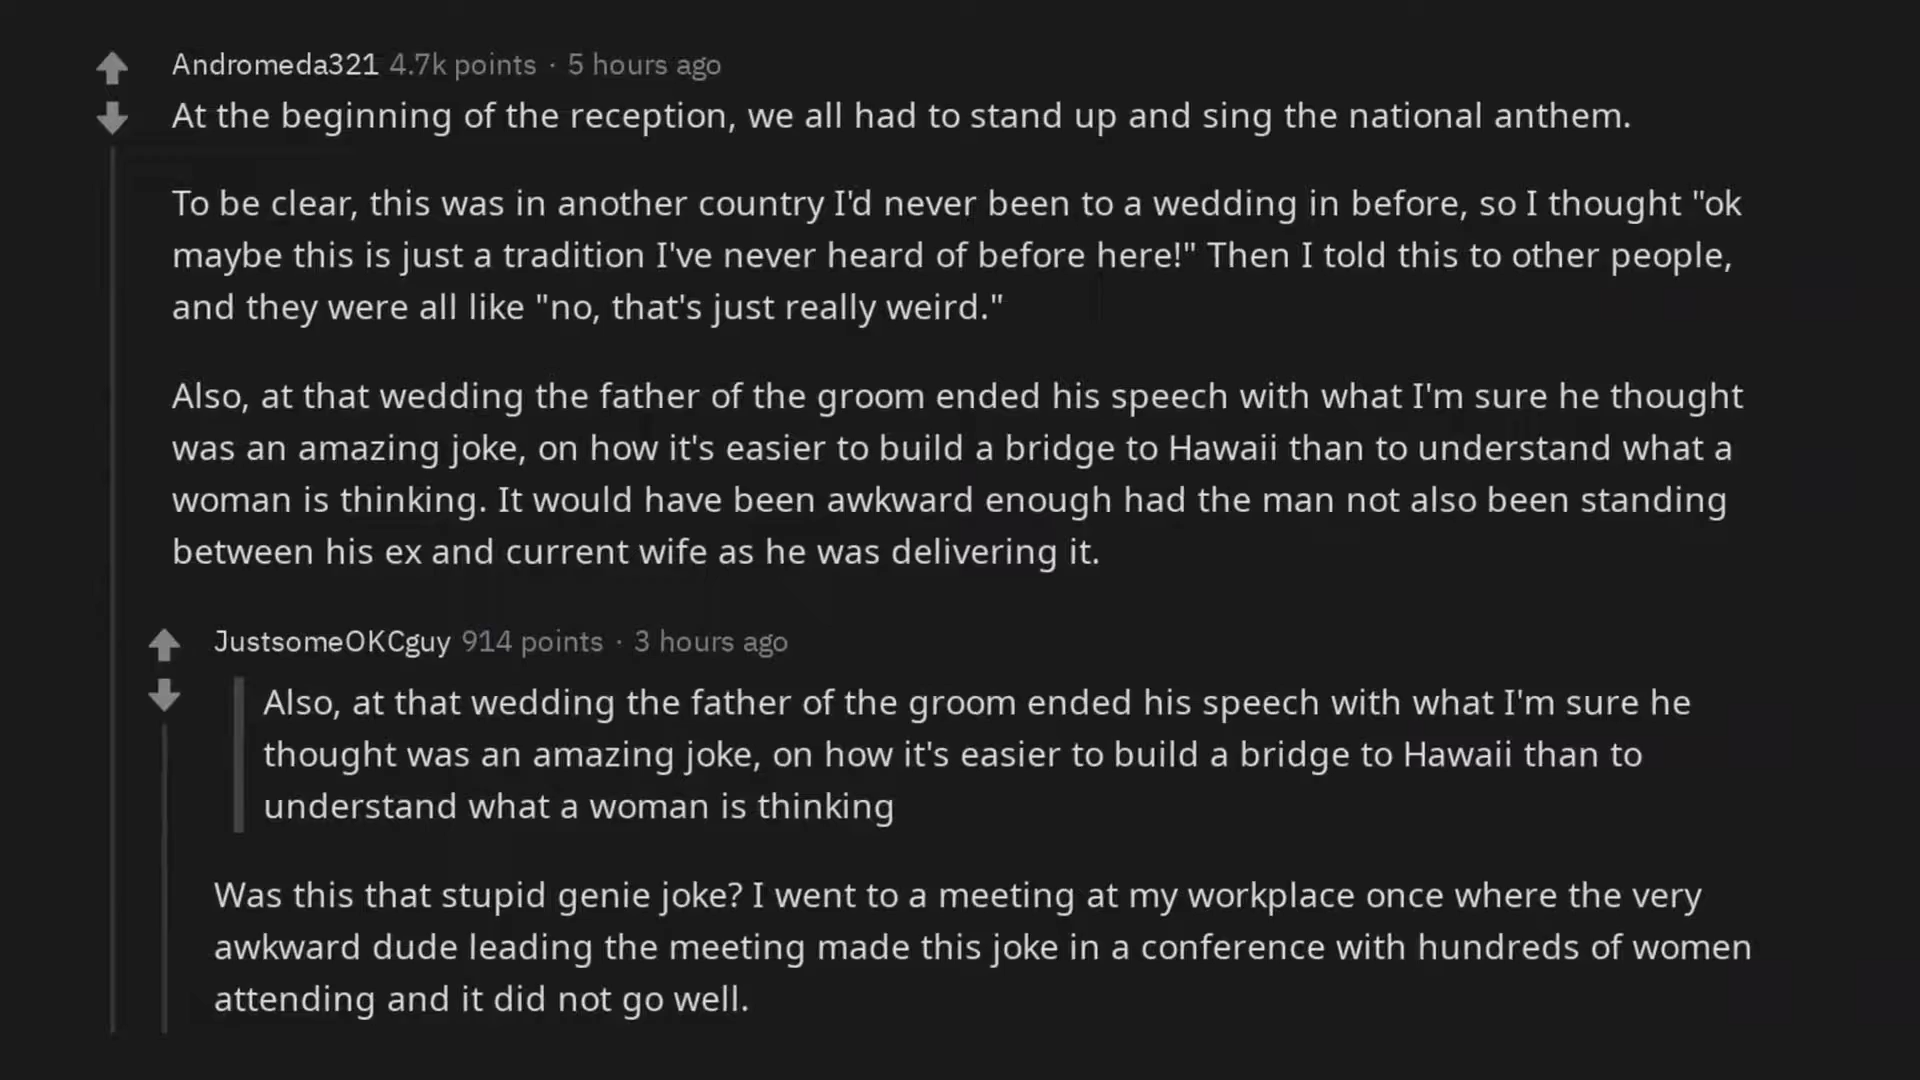 Andromeda321 4.7k points · 5 hours ago
At the beginning of the reception, we all had to stand up and sing the national anthem.
To be clear, this was in another country I'd never been to a wedding in before, so I thought "ok
maybe this is just a tradition I've never heard of before here!" Then I told this to other people,
and they were all like "no, that's just really weird."
Also, at that wedding the father of the groom ended his speech with what I'm sure he thought
was an amazing joke, on how it's easier to build a bridge to Hawaii than to understand what a
woman is thinking. It would have been awkward enough had the man not also been standing
between his ex and current wife as he was delivering it.
JustsomeOKCguy 914 points · 3 hours ago
Also, at that wedding the father of the groom ended his speech with what I'm sure he
thought was an amazing joke, on how it's easier to build a bridge to Hawaii than to
understand what a woman is thinking
Was this that stupid genie joke? I went to a meeting at my workplace once where the very
awkward dude leading the meeting made this joke in a conference with hundreds of women
attending and it did not go well.